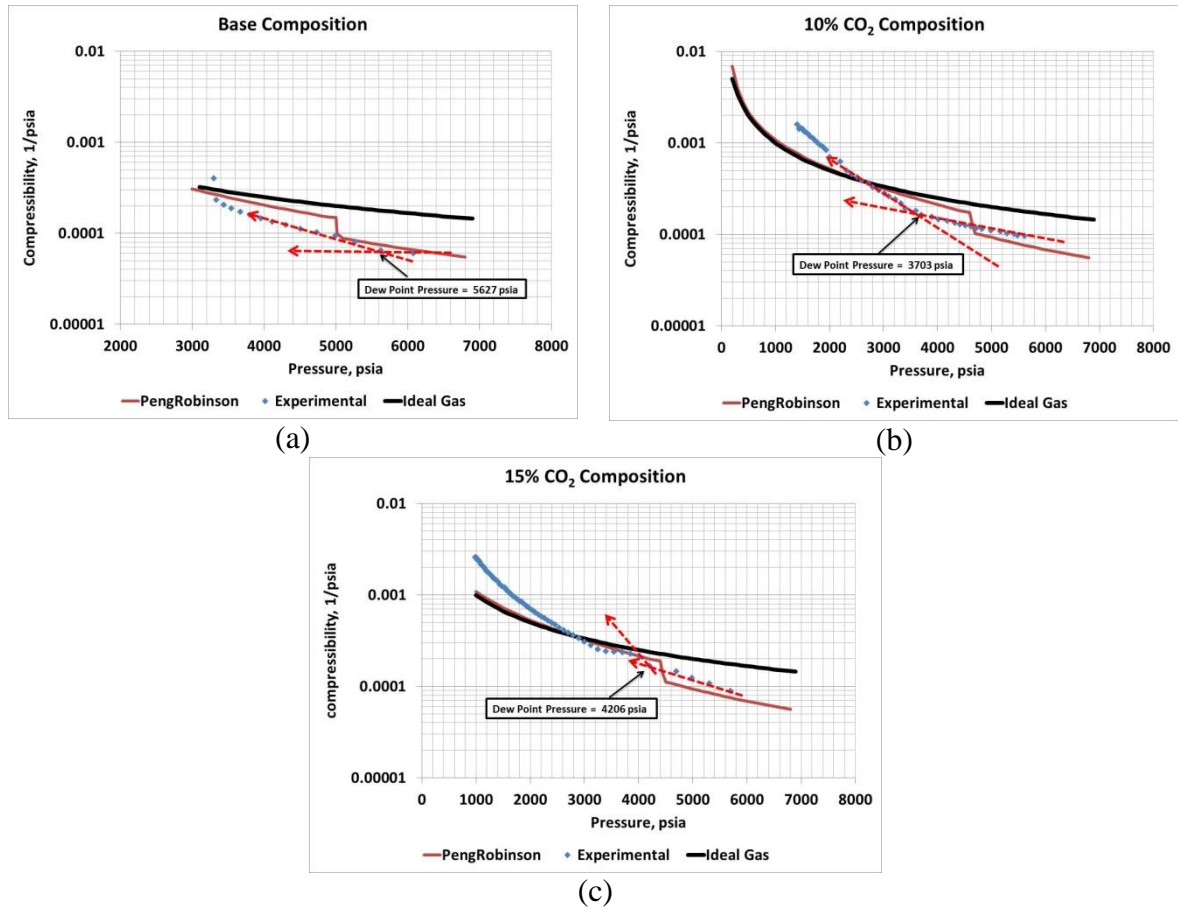 Base Composition
0.01
0.001
0.0001
0.00001
Compressibility, 1/psia
Dew Point Pressure = 5627 psia
2000 3000 4000 5000 6000 7000 8000
Pressure, psia
PengRobinson Experimental Ideal Gas
(a)
10% CO₂ Composition
0.01
0.001
0.0001
0.00001
Compressibility, 1/psia
Dew Point Pressure = 3703 psia
0 1000 2000 3000 4000 5000 6000 7000 8000
Pressure, psia
PengRobinson Experimental Ideal Gas
(b)
15% CO₂ Composition
0.01
0.001
0.0001
0.00001
compressibility, 1/psia
Dew Point Pressure = 4206 psia
0 1000 2000 3000 4000 5000 6000 7000 8000
Pressure, psia
PengRobinson Experimental Ideal Gas
(c)